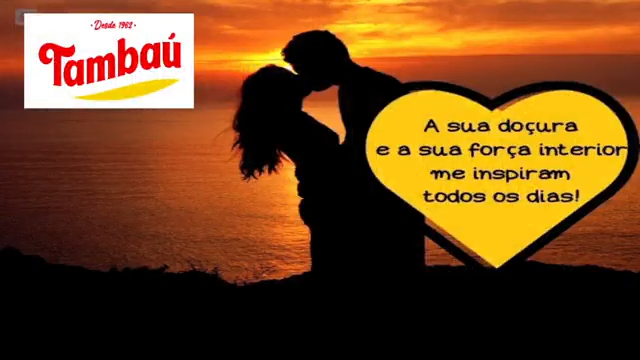 • Desde 1962 •
Tambaú
A sua doçura
e a sua força interior
me inspiram
todos os dias!